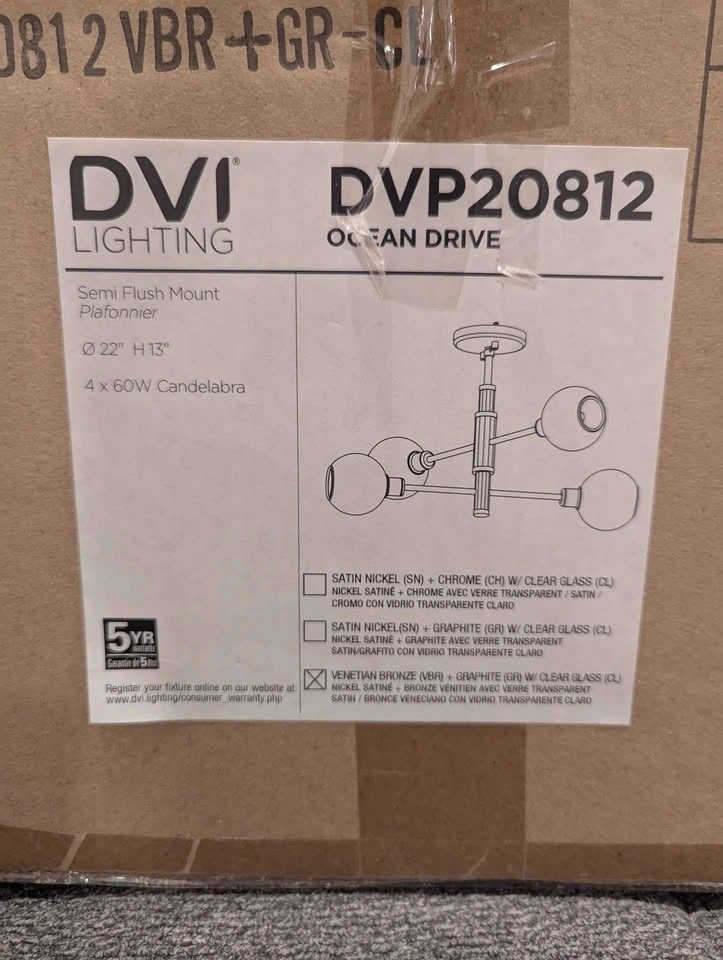 0812 VBR+GR-CL
DVI®
LIGHTING
DVP20812
OCEAN DRIVE
Semi Flush Mount
Plafonnier
Ø 22" H 13"
4 x 60W Candelabra
SATIN NICKEL (SN) + CHROME (CH) W/ CLEAR GLASS (CL)
NICKEL SATINÉ + CHROME AVEC VERRE TRANSPARENT / SATIN /
CROMO CON VIDRIO TRANSPARENTE CLARO
SATIN NICKEL(SN) + GRAPHITE (GR) W/ CLEAR GLASS (CL)
NICKEL SATINÉ + GRAPHITE AVEC VERRE TRANSPARENT
SATIN/GRAFITO CON VIDRIO TRANSPARENTE CLARO
VENETIAN BRONZE (VBR) + GRAPHITE (GR) W/ CLEAR GLASS (CL)
NICKEL SATINÉ + BRONZE VÉNITIEN AVEC VERRE TRANSPARENT
SATIN / BRONCE VENECIANO CON VIDRIO TRANSPARENTE CLARO
5YR
warranty
Garantie de 5
Register your fixture online on our website at:
www.dvi.lighting/consumer_warranty.php